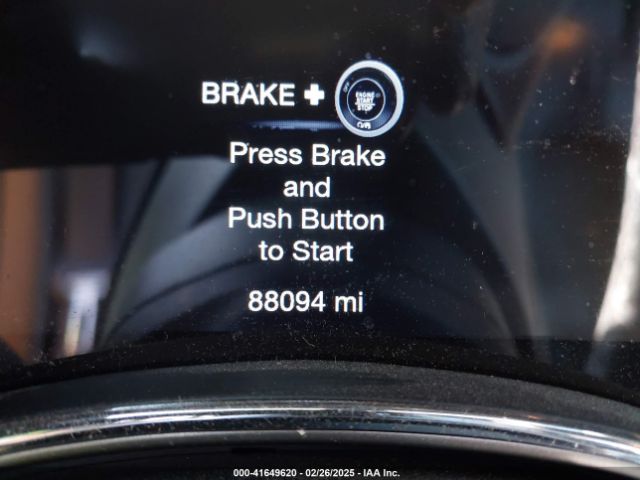 BRAKE +
ENGINE
START
STOP
Press Brake
and
Push Button
to Start
88094 mi
000-41649620 - 02/26/2025 - IAA Inc.